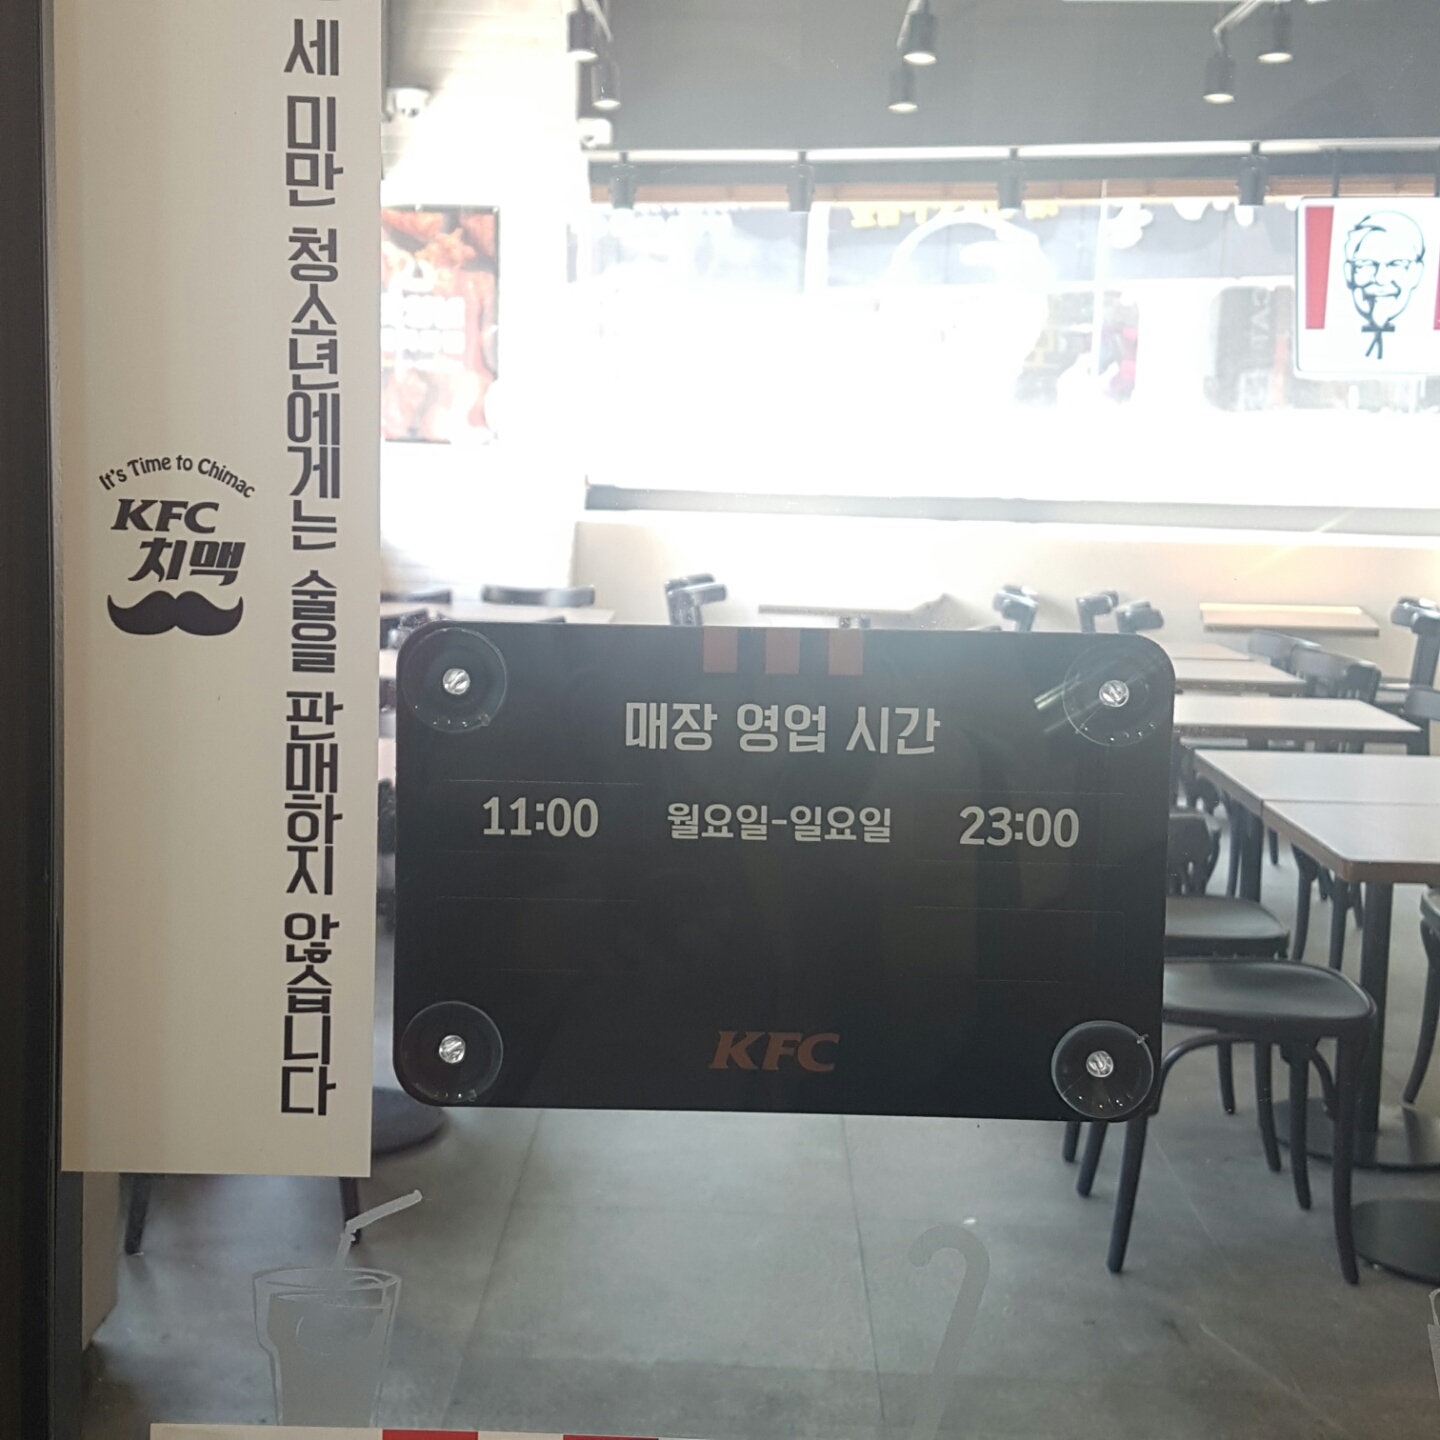 세 미만 청소년에게는 술을 판매하지 않습니다
It's Time to Chimac
KFC
치맥
매장 영업 시간
11:00 월요일-일요일 23:00
KFC